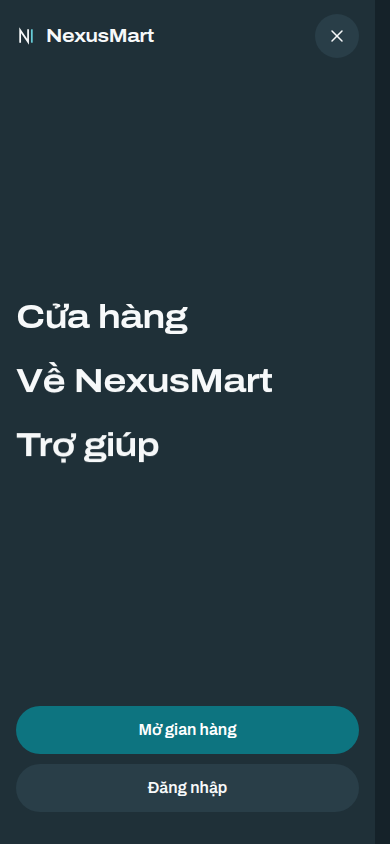 NexusMart
Cửa hàng
Về NexusMart
Trợ giúp
Mở gian hàng
Đăng nhập